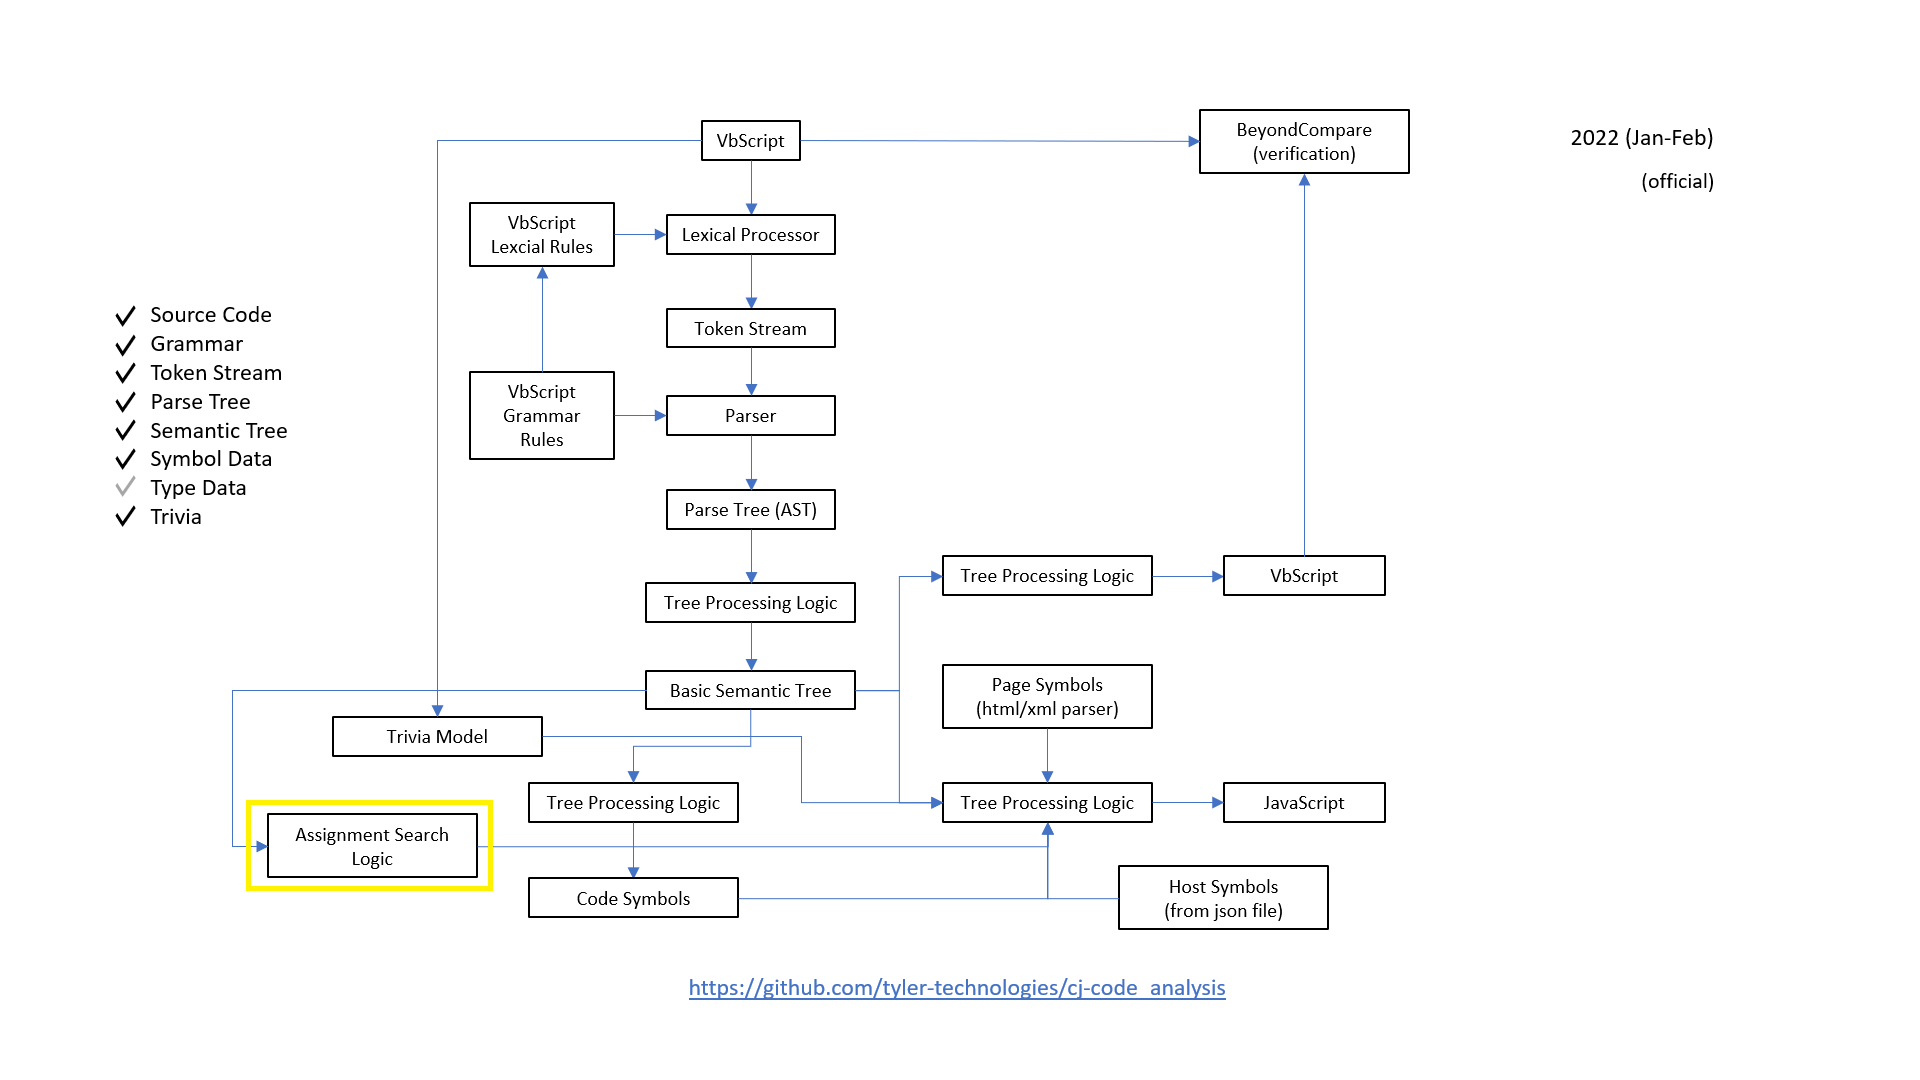 VbScript
BeyondCompare
(verification)
2022 (Jan-Feb)
(official)
VbScript
Lexcial Rules
Lexical Processor
Source Code
Grammar
Token Stream
Parse Tree
Semantic Tree
Symbol Data
Type Data
Trivia
Token Stream
VbScript
Grammar
Rules
Parser
Parse Tree (AST)
Tree Processing Logic
Tree Processing Logic
VbScript
Basic Semantic Tree
Page Symbols
(html/xml parser)
Trivia Model
Tree Processing Logic
Tree Processing Logic
JavaScript
Assignment Search
Logic
Code Symbols
Host Symbols
(from json file)
https://github.com/tyler-technologies/cj-code_analysis